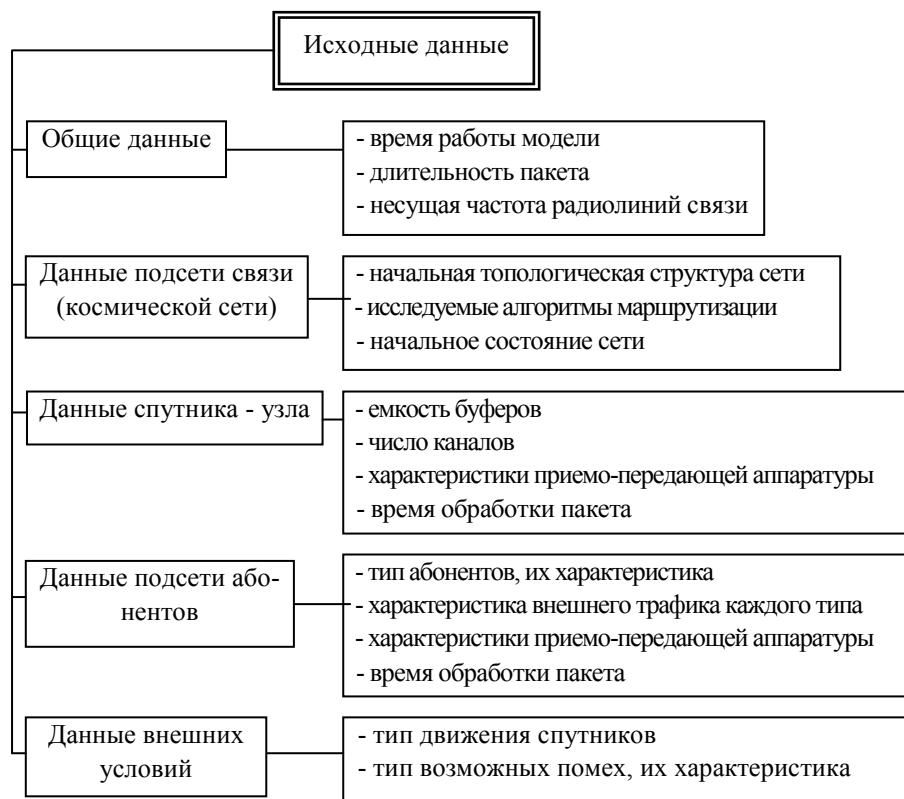 Исходные данные
Общие данные
- время работы модели
- длительность пакета
- несущая частота радиолиний связи
Данные подсети связи
(космической сети)
- начальная топологическая структура сети
- исследуемые алгоритмы маршрутизации
- начальное состояние сети
Данные спутника - узла
- емкость буферов
- число каналов
- характеристики приемо-передающей аппаратуры
- время обработки пакета
Данные подсети або-
нентов
- тип абонентов, их характеристика
- характеристика внешнего трафика каждого типа
- характеристики приемо-передающей аппаратуры
- время обработки пакета
Данные внешних
условий
- тип движения спутников
- тип возможных помех, их характеристика